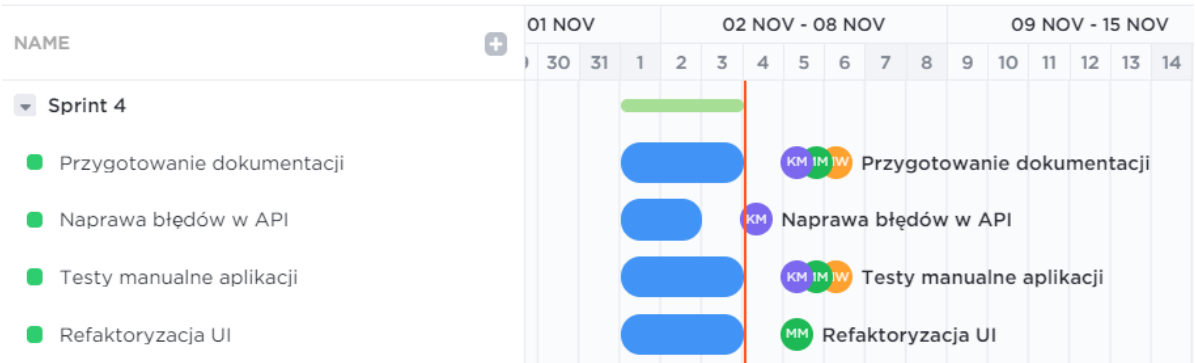 01 NOV 02 NOV - 08 NOV 09 NOV - 15 NOV
NAME
30 31 1 2 3 4 5 6 7 8 9 10 11 12 13 14
Sprint 4
Przygotowanie dokumentacji KM Przygotowanie dokumentacji
Naprawa błędów w API KM Naprawa błędów w API
Testy manualne aplikacji KM Testy manualne aplikacji
Refaktoryzacja UI MM Refaktoryzacja UI